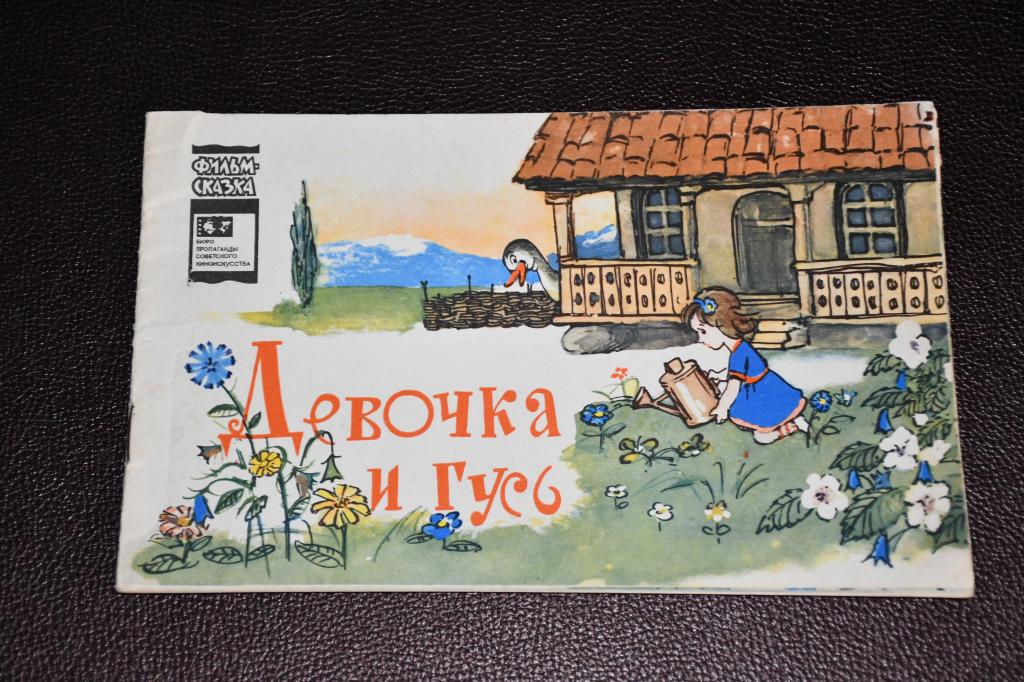 ФИЛЬМ-
СКАЗКА
БЮРО
ПРОПАГАНДЫ
СОВЕТСКОГО
КИНОИСКУССТВА
Девочка
и гусь